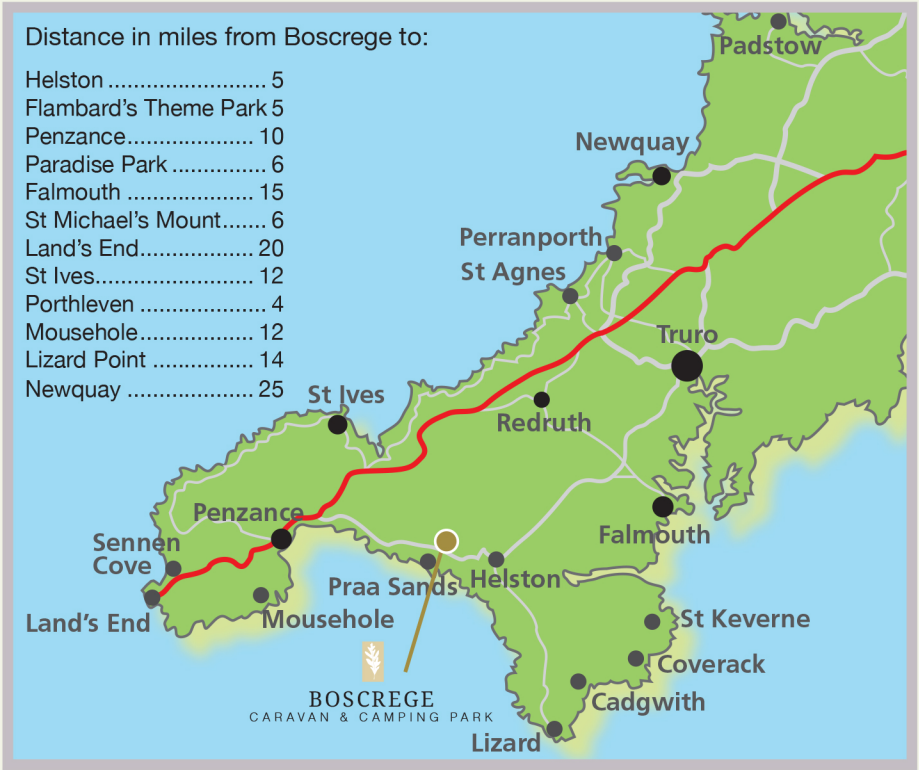 Distance in miles from Boscrege to:
Helston .......................... 5
Flambard's Theme Park 5
Penzance.................. 10
Paradise Park .............. 6
Falmouth .................... 15
St Michael's Mount....... 6
Land's End................. 20
St Ives........................ 12
Porthleven .................. 4
Mousehole................. 12
Lizard Point ............... 14
Newquay ................... 25
Padstow
Newquay
Perranporth
St Agnes
Truro
St Ives
Redruth
Penzance
Falmouth
Sennen
Cove
Praa Sands
Helston
Land's End
Mousehole
St Keverne
Coverack
Cadgwith
Lizard
BOSCREGE
CARAVAN & CAMPING PARK